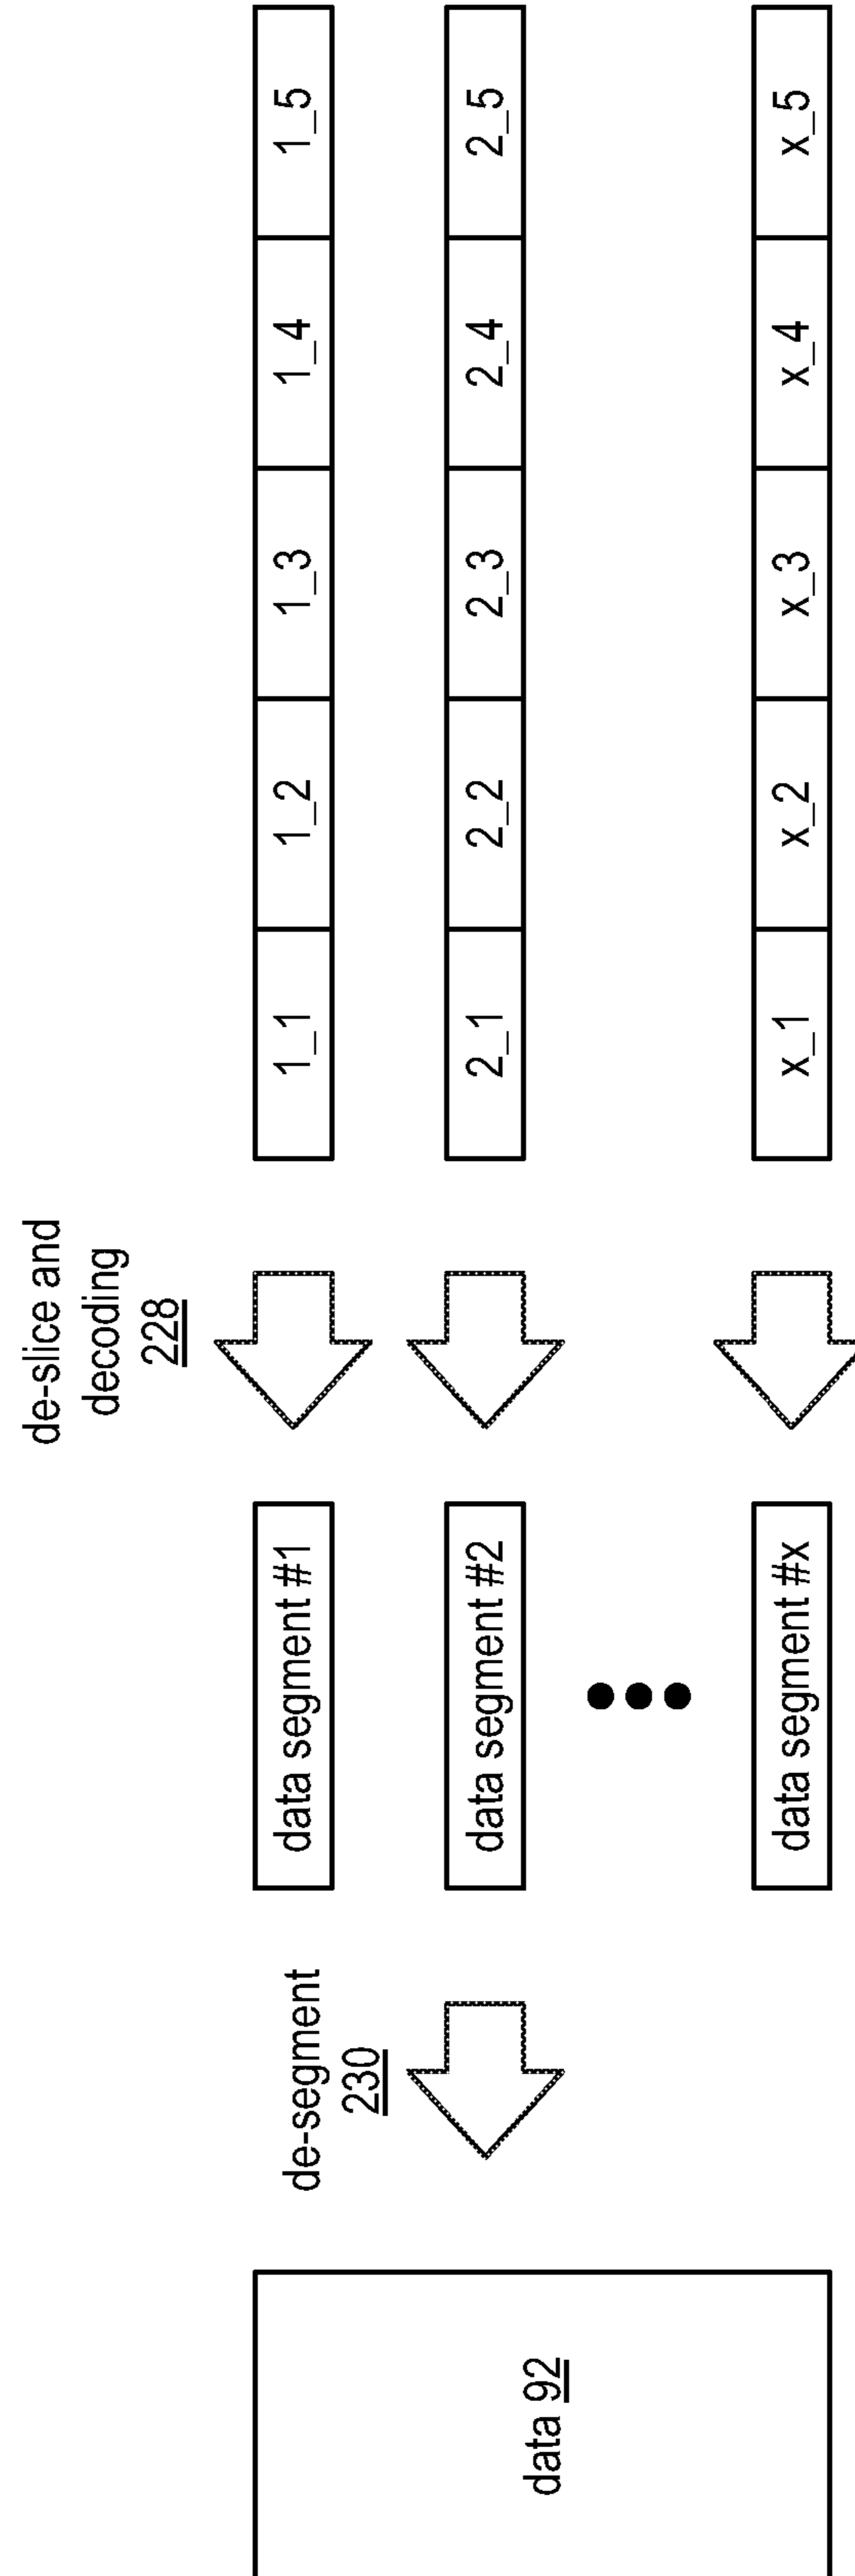 de-slice and
decoding
228
de-segment
230
data 92
data segment #1
1_1 1_2 1_3 1_4 1_5
data segment #2
2_1 2_2 2_3 2_4 2_5
data segment #x
x_1 x_2 x_3 x_4 x_5